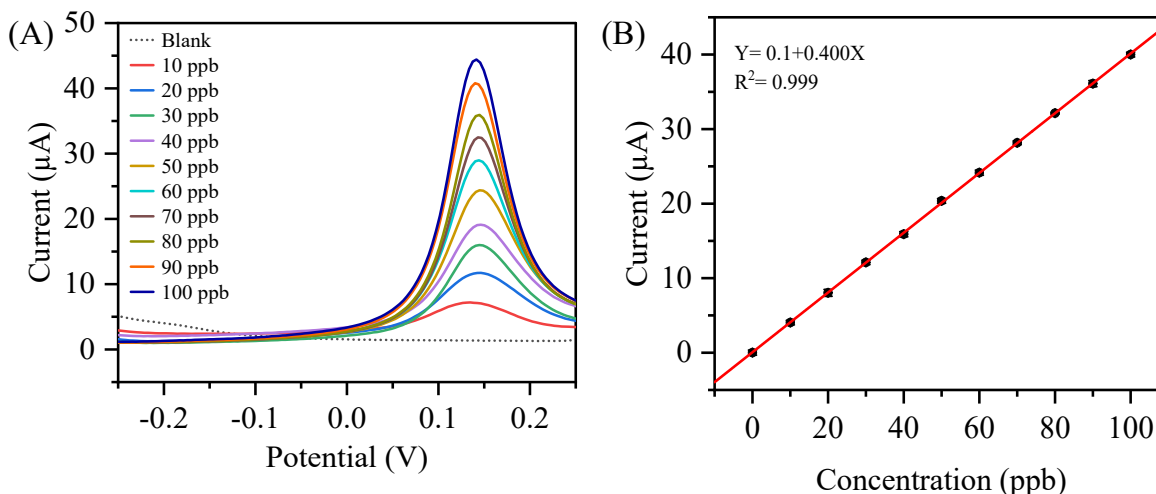 (A)
50
40
30
20
10
0
Current (µA)
Blank
10 ppb
20 ppb
30 ppb
40 ppb
50 ppb
60 ppb
70 ppb
80 ppb
90 ppb
100 ppb
-0.2 -0.1 0.0 0.1 0.2
Potential (V)
(B)
Y= 0.1+0.400X
R²= 0.999
40
30
20
10
0
Current (µA)
0 20 40 60 80 100
Concentration (ppb)